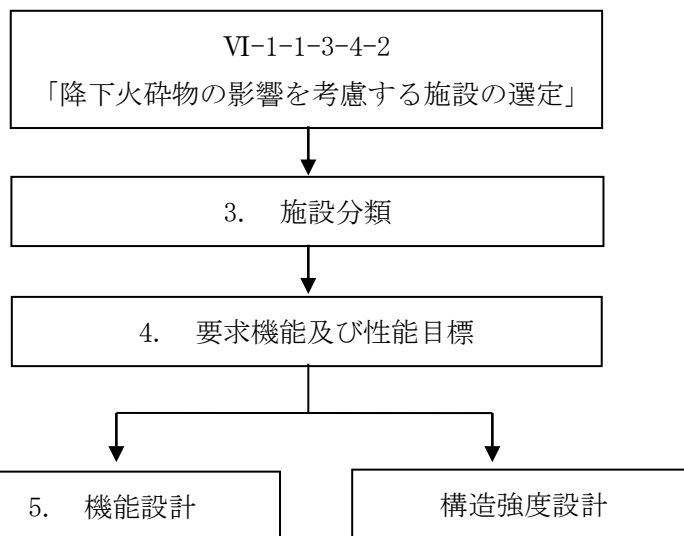 Ⅵ-1-1-3-4-2
「降下火砕物の影響を考慮する施設の選定」
3. 施設分類
4. 要求機能及び性能目標
5. 機能設計
構造強度設計